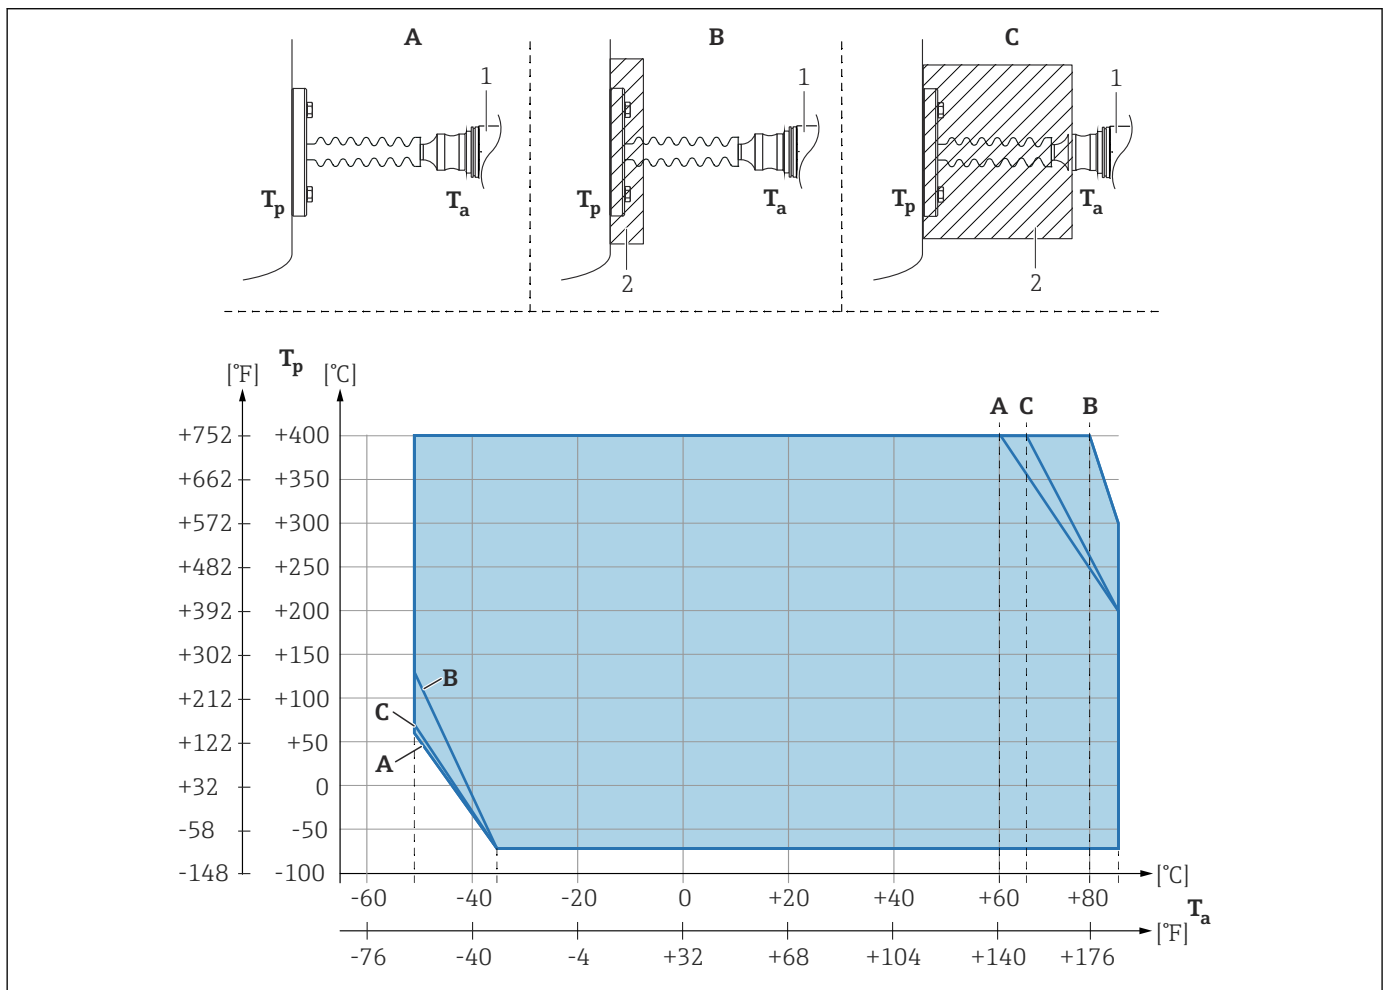 A B C
1 1 1
Tp Ta Tp Ta Tp Ta
2 2
Tp
[°F] [°C]
A C B
+752 +400
+662 +350
+572 +300
+482 +250
+392 +200
+302 +150
B
+212 +100
C
+122 +50
A
+32 0
-58 -50
-148 -100
[°C]
-60 -40 -20 0 +20 +40 +60 +80
Ta
[°F]
-76 -40 -4 +32 +68 +104 +140 +176